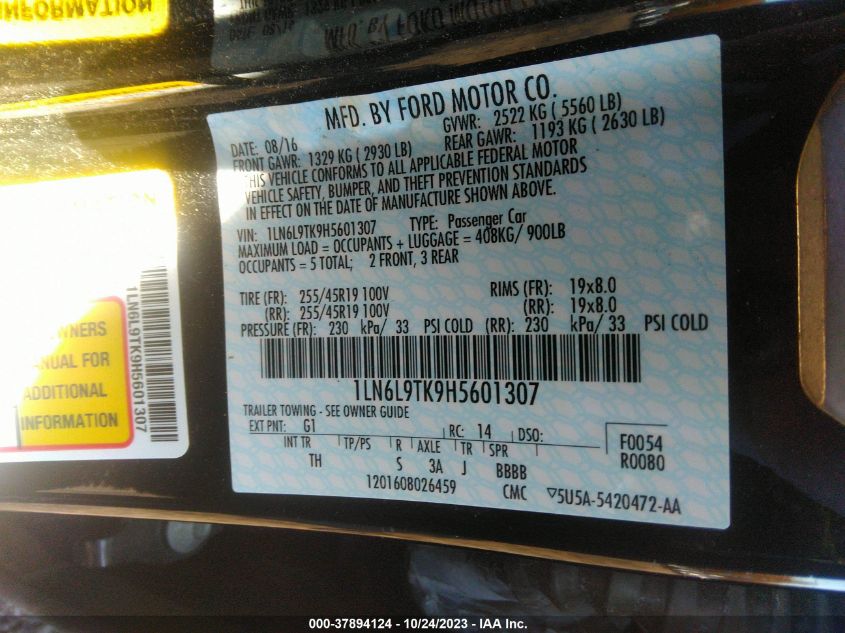 INFORMATION
MFD. BY FORD MOTOR CO.
DATE: 08/16 GVWR: 2522 KG ( 5560 LB)
FRONT GAWR: 1329 KG ( 2930 LB) REAR GAWR: 1193 KG ( 2630 LB)
THIS VEHICLE CONFORMS TO ALL APPLICABLE FEDERAL MOTOR
VEHICLE SAFETY, BUMPER, AND THEFT PREVENTION STANDARDS
IN EFFECT ON THE DATE OF MANUFACTURE SHOWN ABOVE.
VIN: 1LN6L9TK9H5601307 TYPE: Passenger Car
MAXIMUM LOAD = OCCUPANTS + LUGGAGE = 408KG/ 900LB
OCCUPANTS = 5 TOTAL; 2 FRONT, 3 REAR
TIRE (FR): 255/45R19 100V RIMS (FR): 19x8.0
(RR): 255/45R19 100V (RR): 19x8.0
PRESSURE (FR): 230 kPa/ 33 PSI COLD (RR): 230 kPa/ 33 PSI COLD
1LN6L9TK9H5601307
TRAILER TOWING - SEE OWNER GUIDE
EXT PNT: G1 RC: 14 DSO: F0054
INT TR TP/PS R AXLE TR SPR R0080
TH S 3A J BBBB
1201608026459 CMC 5U5A-5420472-AA
1LN6L9TK9H5601307
OWNERS
MANUAL FOR
ADDITIONAL
INFORMATION
000-37894124 - 10/24/2023 - IAA Inc.